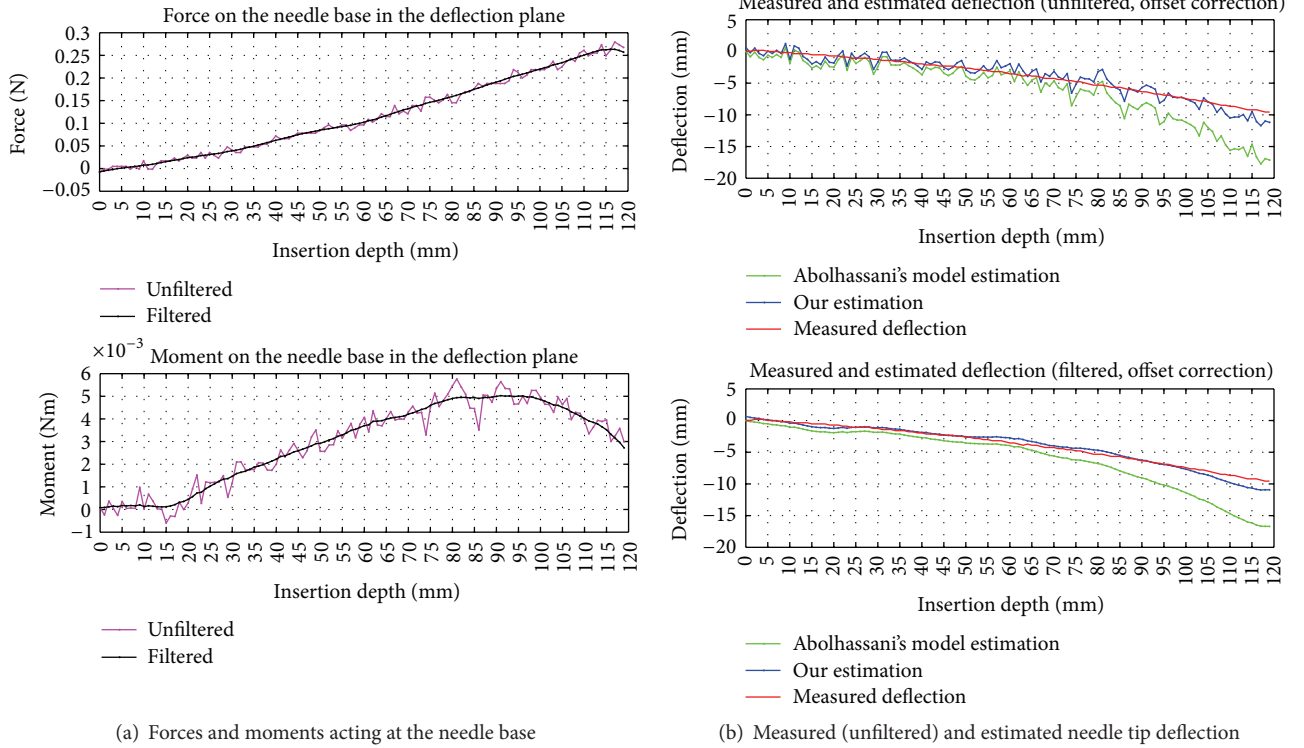 Force on the needle base in the deflection plane
0.3
0.25
0.2
0.15
0.1
0.05
0
−0.05
Force (N)
0 5 10 15 20 25 30 35 40 45 50 55 60 65 70 75 80 85 90 95 100 105 110 115 120
Insertion depth (mm)
Unfiltered
Filtered
×10−3
Moment on the needle base in the deflection plane
6
5
4
3
2
1
0
−1
Moment (Nm)
0 5 10 15 20 25 30 35 40 45 50 55 60 65 70 75 80 85 90 95 100 105 110 115 120
Insertion depth (mm)
Unfiltered
Filtered
(a) Forces and moments acting at the needle base
Measured and estimated deflection (unfiltered, offset correction)
5
0
−5
−10
−15
−20
Deflection (mm)
0 5 10 15 20 25 30 35 40 45 50 55 60 65 70 75 80 85 90 95 100 105 110 115 120
Insertion depth (mm)
Abolhassani's model estimation
Our estimation
Measured deflection
Measured and estimated deflection (filtered, offset correction)
5
0
−5
−10
−15
−20
Deflection (mm)
0 5 10 15 20 25 30 35 40 45 50 55 60 65 70 75 80 85 90 95 100 105 110 115 120
Insertion depth (mm)
Abolhassani's model estimation
Our estimation
Measured deflection
(b) Measured (unfiltered) and estimated needle tip deflection